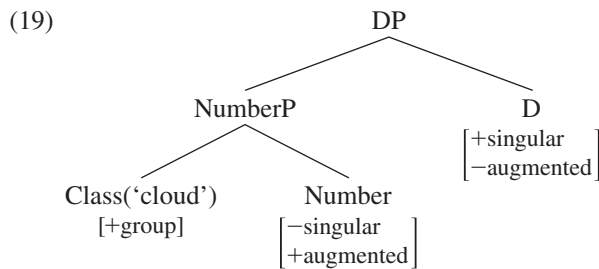 (19) DP
NumberP D
[+singular
−augmented]
Class(‘cloud’) Number
[+group] [−singular
+augmented]